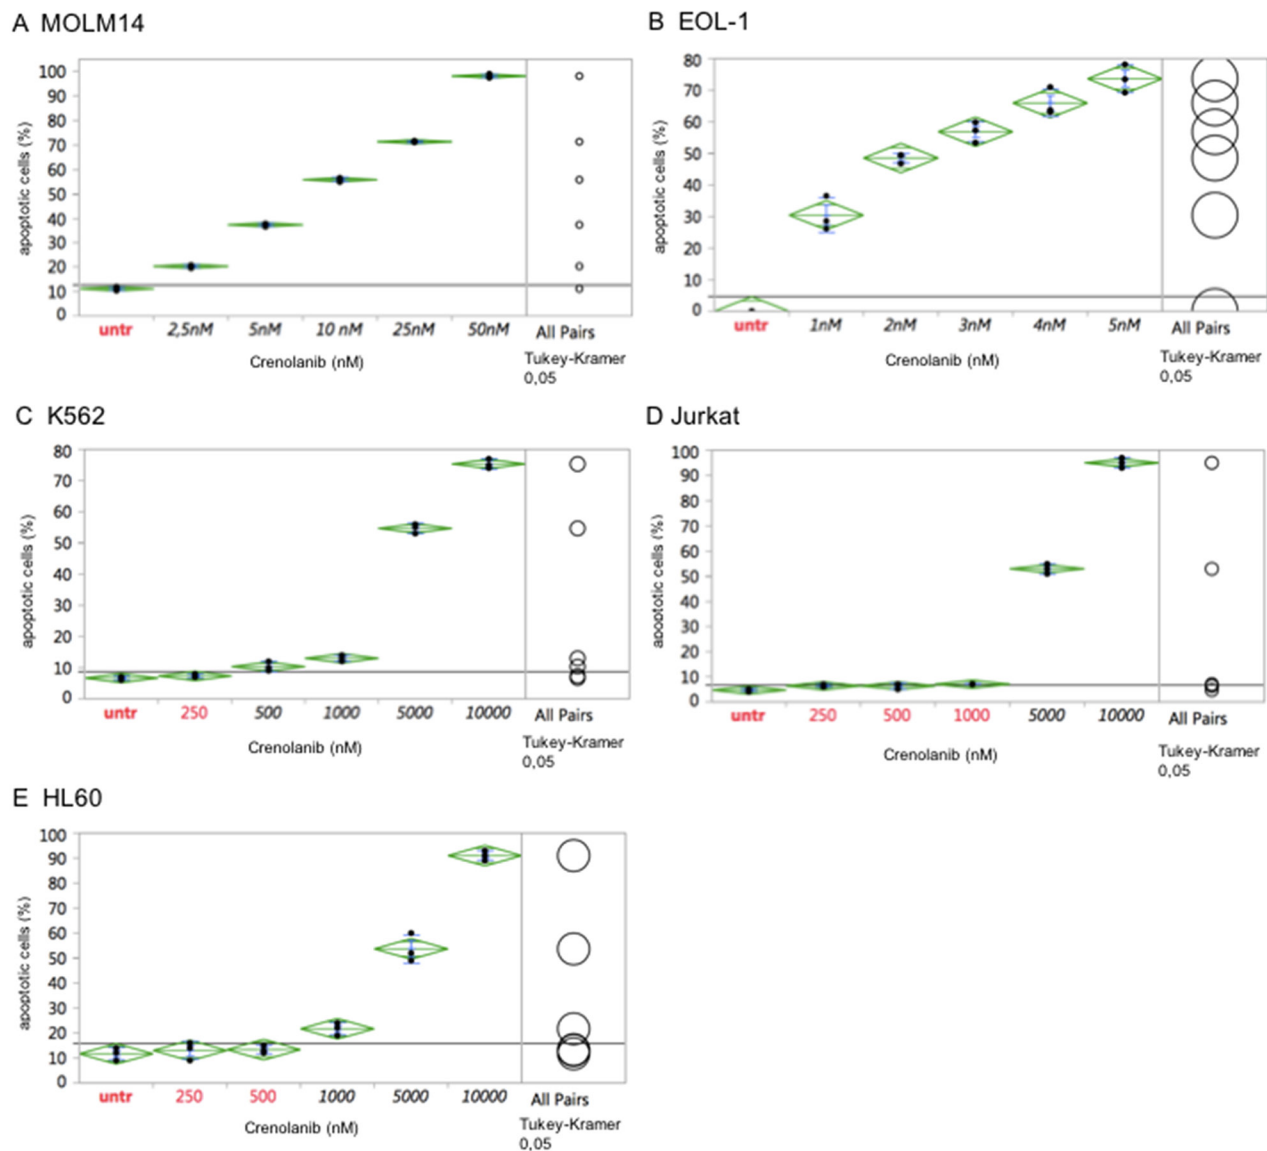 A MOLM14
apoptotic cells (%)
100
90
80
70
60
50
40
30
20
10
0
untr 2,5nM 5nM 10 nM 25nM 50nM All Pairs
Tukey-Kramer
0,05
Crenolanib (nM)
B EOL-1
apoptotic cells (%)
80
70
60
50
40
30
20
10
0
untr 1nM 2nM 3nM 4nM 5nM All Pairs
Tukey-Kramer
0,05
Crenolanib (nM)
C K562
apoptotic cells (%)
80
70
60
50
40
30
20
10
0
untr 250 500 1000 5000 10000 All Pairs
Tukey-Kramer
0,05
Crenolanib (nM)
D Jurkat
apoptotic cells (%)
100
90
80
70
60
50
40
30
20
10
0
untr 250 500 1000 5000 10000 All Pairs
Tukey-Kramer
0,05
Crenolanib (nM)
E HL60
apoptotic cells (%)
100
90
80
70
60
50
40
30
20
10
0
untr 250 500 1000 5000 10000 All Pairs
Tukey-Kramer
0,05
Crenolanib (nM)